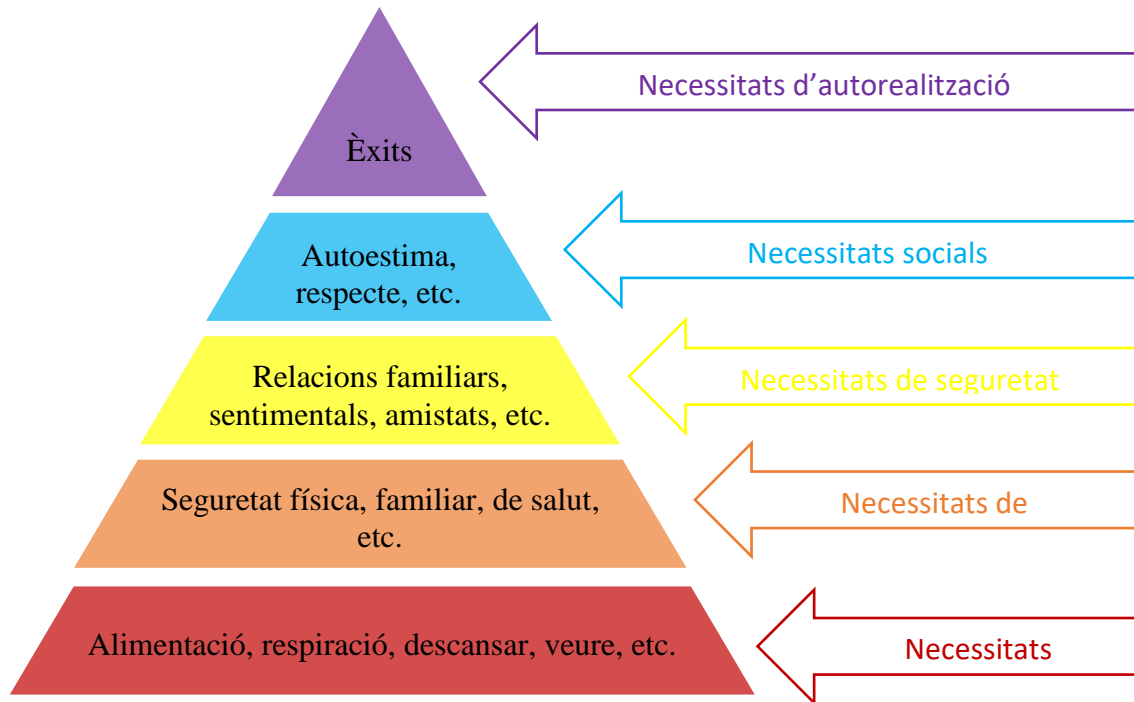 Necessitats d’autorealització
Èxits
Autoestima,
respecte, etc.
Necessitats socials
Relacions familiars,
sentimentals, amistats, etc.
Necessitats de seguretat
Seguretat física, familiar, de salut,
etc.
Necessitats de
Alimentació, respiració, descansar, veure, etc.
Necessitats